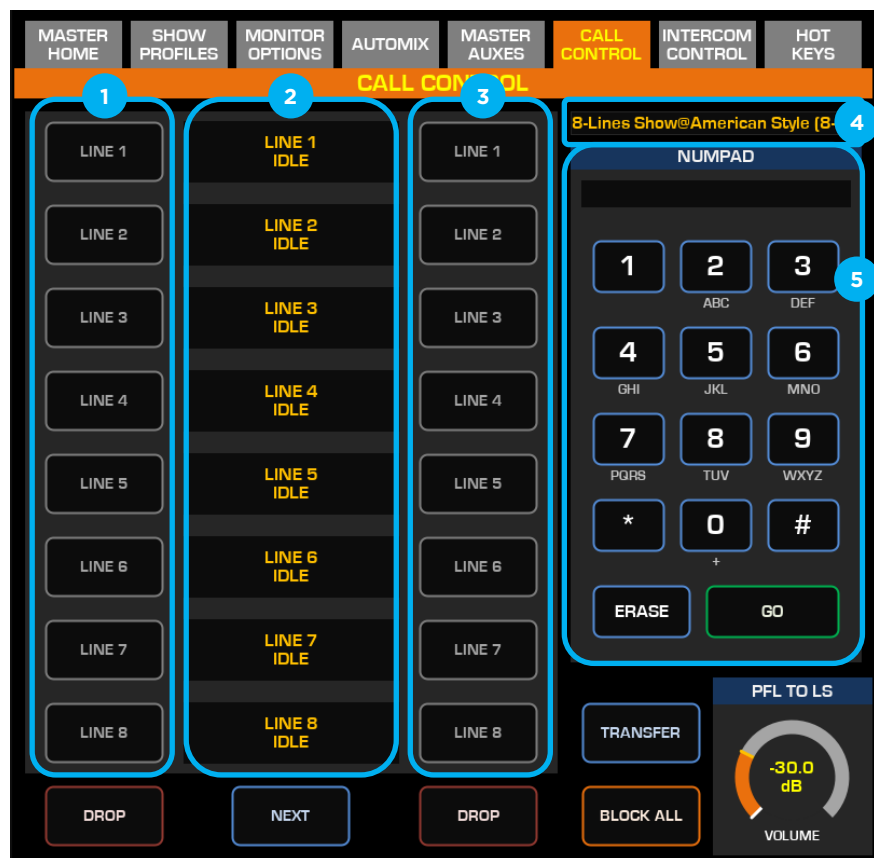 MASTER HOME
SHOW PROFILES
MONITOR OPTIONS
AUTOMIX
MASTER AUXES
CALL CONTROL
INTERCOM CONTROL
HOT KEYS
CALL CONTROL
1
2
3
4
5
LINE 1
LINE 2
LINE 3
LINE 4
LINE 5
LINE 6
LINE 7
LINE 8
DROP
LINE 1
IDLE
LINE 2
IDLE
LINE 3
IDLE
LINE 4
IDLE
LINE 5
IDLE
LINE 6
IDLE
LINE 7
IDLE
LINE 8
IDLE
NEXT
LINE 1
LINE 2
LINE 3
LINE 4
LINE 5
LINE 6
LINE 7
LINE 8
DROP
8-Lines Show@American Style (8-
NUMPAD
1
2
ABC
3
DEF
4
GHI
5
JKL
6
MNO
7
PQRS
8
TUV
9
WXYZ
*
0
+
#
ERASE
GO
TRANSFER
BLOCK ALL
PFL TO LS
-30.0
dB
VOLUME